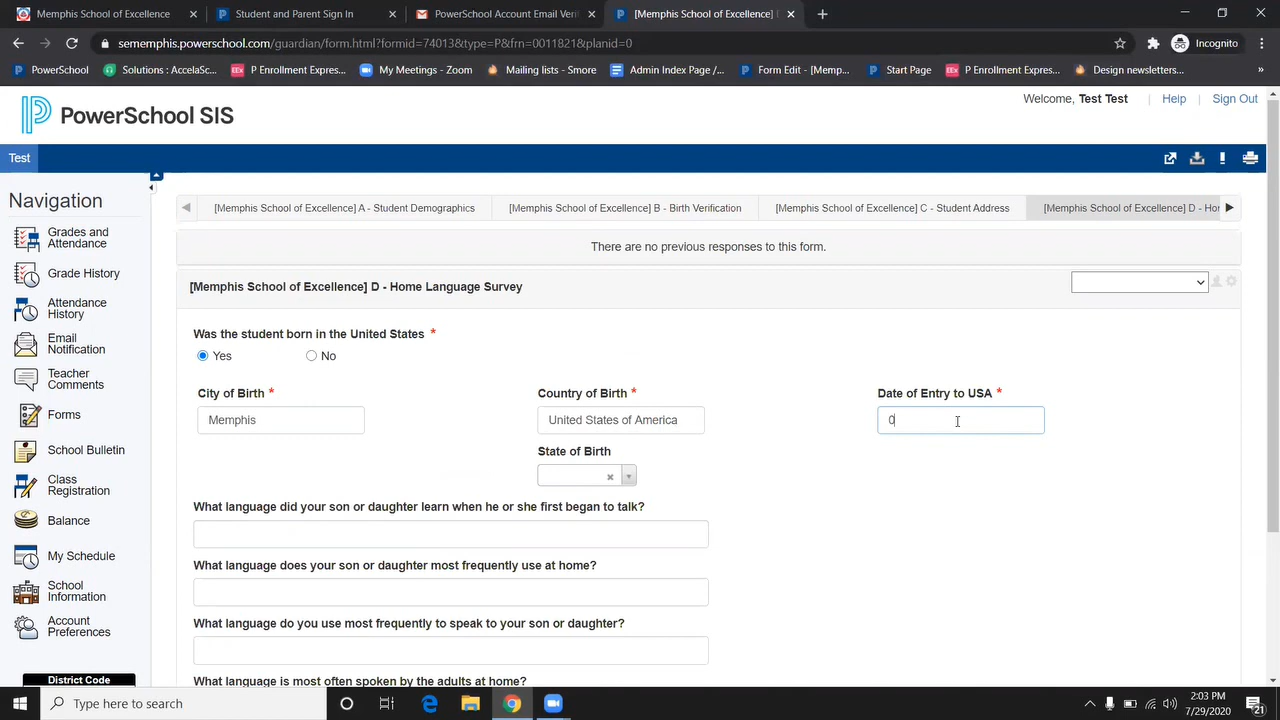 Memphis School of Excellence
Student and Parent Sign In
PowerSchool Account Email Veri
[Memphis School of Excellence]
sememphis.powerschool.com/guardian/form.html?formid=74013&type=P&frn=00118218&planid=0
Incognito
PowerSchool
Solutions : AccelaSc...
P Enrollment Expres...
My Meetings - Zoom
Mailing lists - Smore
Admin Index Page /...
Form Edit - [Memp...
Start Page
P Enrollment Expres...
Design newsletters...
»
PowerSchool SIS
Welcome, Test Test
Help
Sign Out
Test
Navigation
Grades and
Attendance
Grade History
Attendance
History
Email
Notification
Teacher
Comments
Forms
School Bulletin
Class
Registration
Balance
My Schedule
School
Information
Account
Preferences
District Code
[Memphis School of Excellence] A - Student Demographics
[Memphis School of Excellence] B - Birth Verification
[Memphis School of Excellence] C - Student Address
[Memphis School of Excellence] D - Hor
There are no previous responses to this form.
[Memphis School of Excellence] D - Home Language Survey
Was the student born in the United States *
Yes
No
City of Birth *
Country of Birth *
Date of Entry to USA *
Memphis
United States of America
0
State of Birth
What language did your son or daughter learn when he or she first began to talk?
What language does your son or daughter most frequently use at home?
What language do you use most frequently to speak to your son or daughter?
What language is most often spoken by the adults at home?
Type here to search
2:03 PM
7/29/2020
21